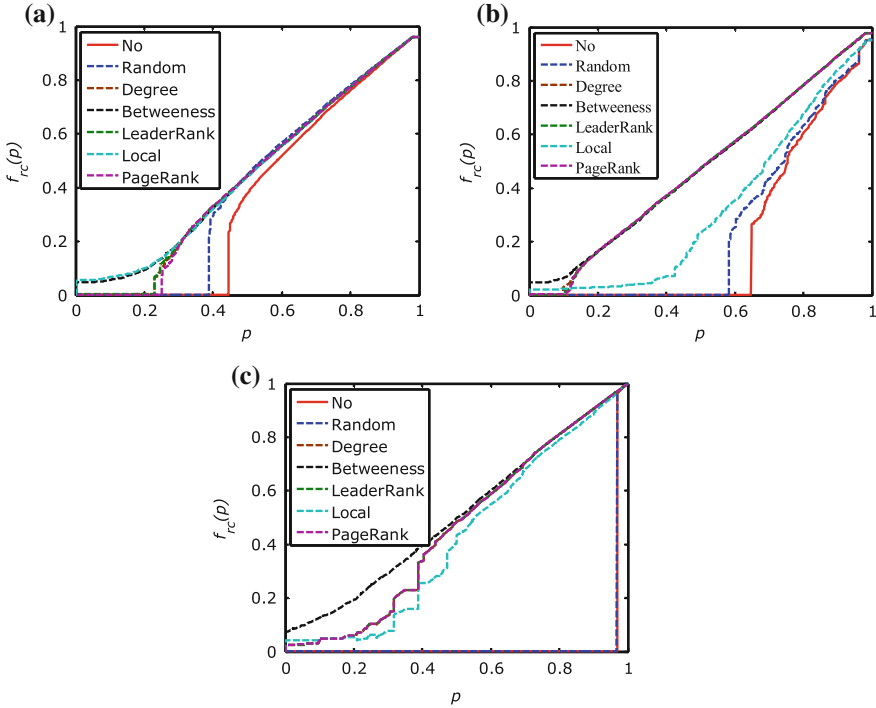 (a)
1
0.8
0.6
0.4
0.2
0
f_rc(p)
No
Random
Degree
Betweeness
LeaderRank
Local
PageRank
0 0.2 0.4 0.6 0.8 1
p
(b)
1
0.8
0.6
0.4
0.2
0
f_rc(p)
No
Random
Degree
Betweeness
LeaderRank
Local
PageRank
0 0.2 0.4 0.6 0.8 1
p
(c)
1
0.8
0.6
0.4
0.2
0
f_rc(p)
No
Random
Degree
Betweeness
LeaderRank
Local
PageRank
0 0.2 0.4 0.6 0.8 1
p